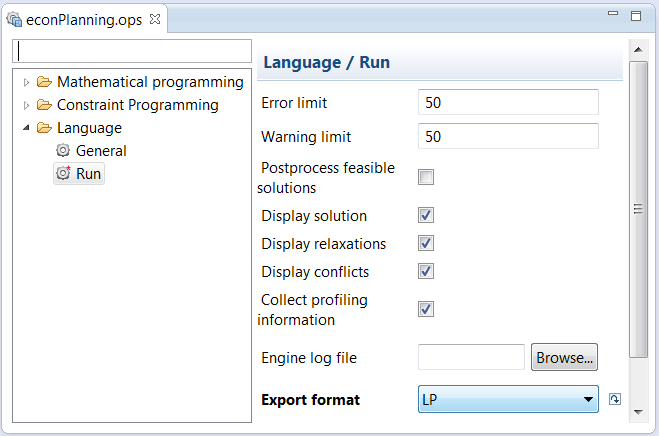 econPlanning.ops
Mathematical programming
Constraint Programming
Language
General
Run
Language / Run
Error limit
50
Warning limit
50
Postprocess feasible
solutions
Display solution
Display relaxations
Display conflicts
Collect profiling
information
Engine log file
Browse...
Export format
LP